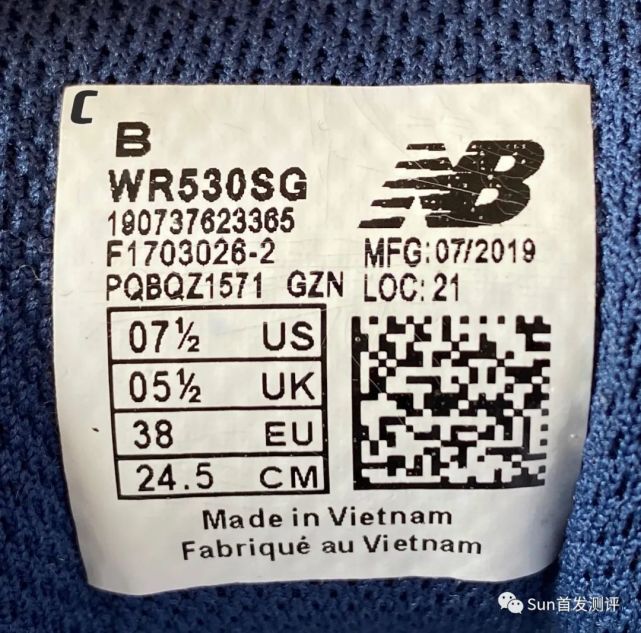 C
B
WR530SG
NB
190737623365
F1703026-2
MFG:07/2019
PQBQZ1571 GZN
LOC: 21
07½ US
05½ UK
38 EU
24.5 CM
Made in Vietnam
Fabriqué au Vietnam
Sun首发测评